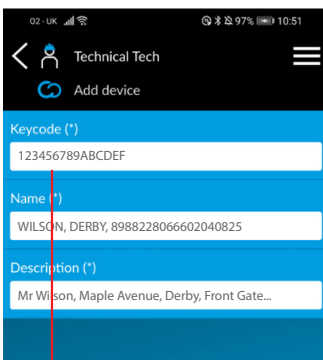 02-UK 97% 10:51
Technical Tech
Add device
Keycode (*)
123456789ABCDEF
Name (*)
WILSON, DERBY, 8988228066602040825
Description (*)
Mr Wilson, Maple Avenue, Derby, Front Gate...